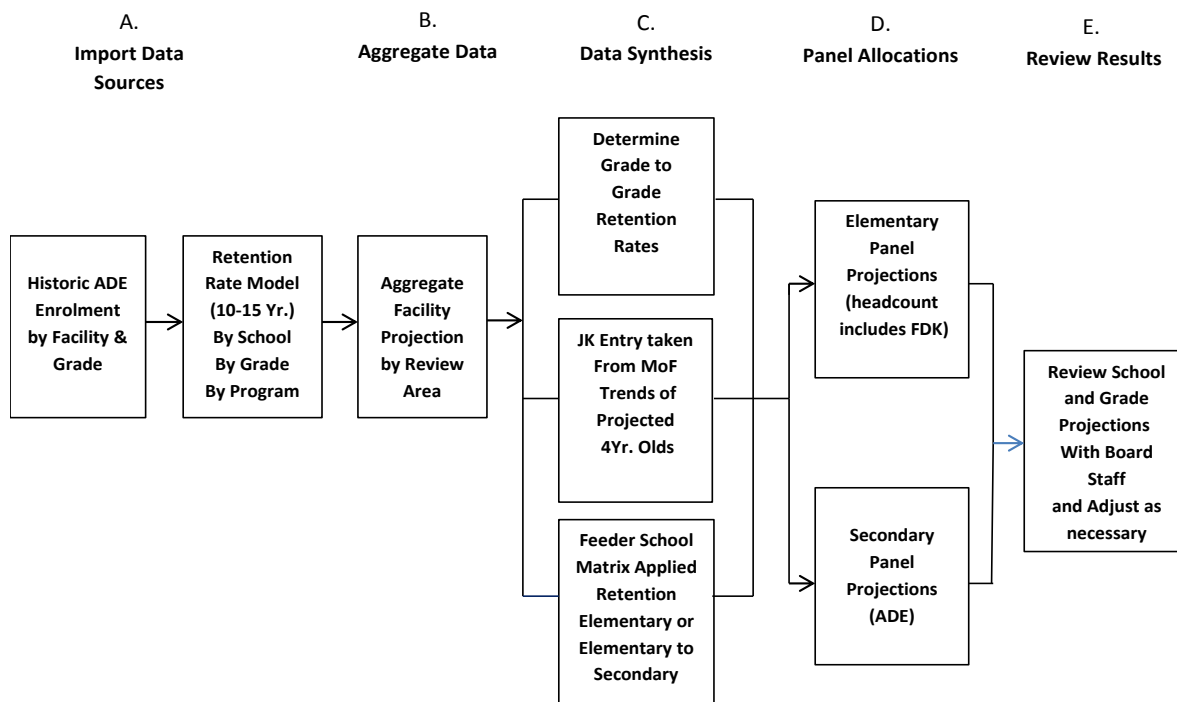 A.
Import Data
Sources
B.
Aggregate Data
C.
Data Synthesis
D.
Panel Allocations
E.
Review Results
Historic ADE
Enrolment
by Facility &
Grade
Retention
Rate Model
(10-15 Yr.)
By School
By Grade
By Program
Aggregate
Facility
Projection
by Review
Area
Determine
Grade to
Grade
Retention
Rates
JK Entry taken
From MoF
Trends of
Projected
4Yr. Olds
Feeder School
Matrix Applied
Retention
Elementary or
Elementary to
Secondary
Elementary
Panel
Projections
(headcount
includes FDK)
Secondary
Panel
Projections
(ADE)
Review School
and Grade
Projections
With Board
Staff
and Adjust as
necessary